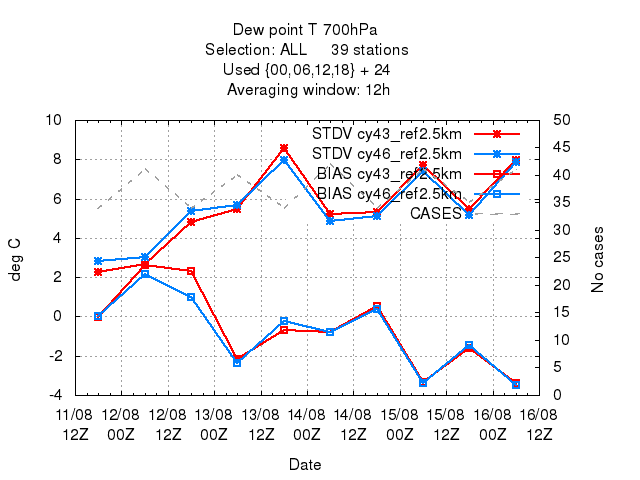 Dew point T 700hPa
Selection: ALL     39 stations
Used {00,06,12,18} + 24
Averaging window: 12h
STDV cy43_ref2.5km
STDV cy46_ref2.5km
BIAS cy43_ref2.5km
BIAS cy46_ref2.5km
CASES
deg C
10
8
6
4
2
0
-2
-4
No cases
50
45
40
35
30
25
20
15
10
5
0
11/08 12/08 12/08 13/08 13/08 14/08 14/08 15/08 15/08 16/08 16/08
12Z 00Z 12Z 00Z 12Z 00Z 12Z 00Z 12Z 00Z 12Z
Date